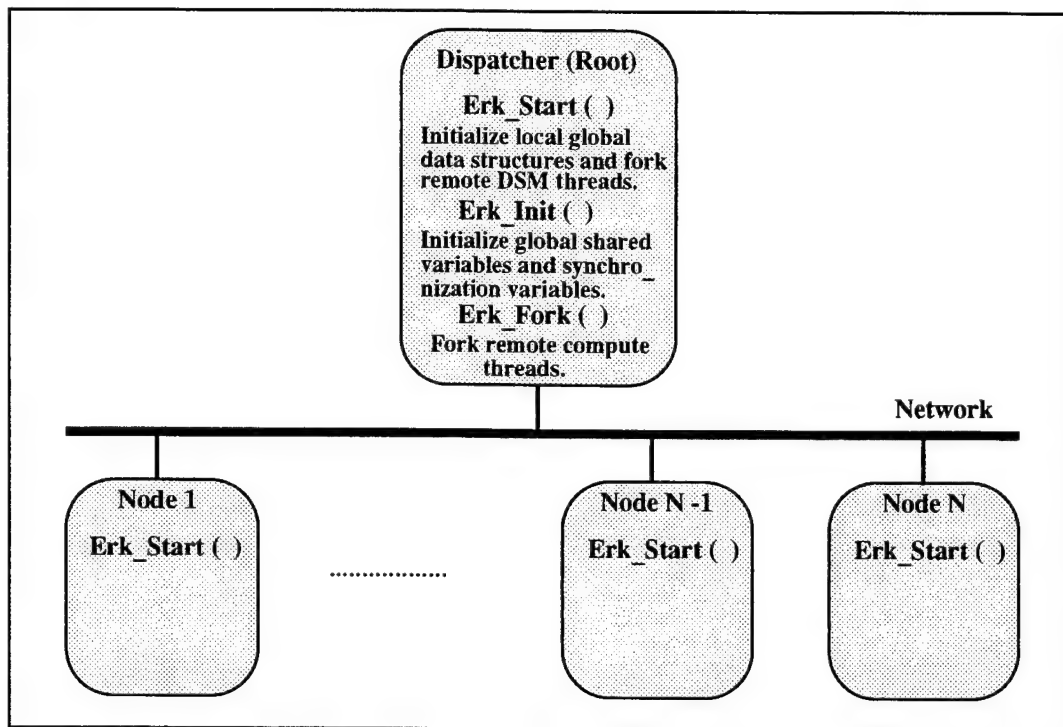 Dispatcher (Root)
Erk_Start ( )
Initialize local global
data structures and fork
remote DSM threads.
Erk_Init ( )
Initialize global shared
variables and synchro_
nization variables.
Erk_Fork ( )
Fork remote compute
threads.
Network
Node 1
Erk_Start ( )
....................
Node N -1
Erk_Start ( )
Node N
Erk_Start ( )